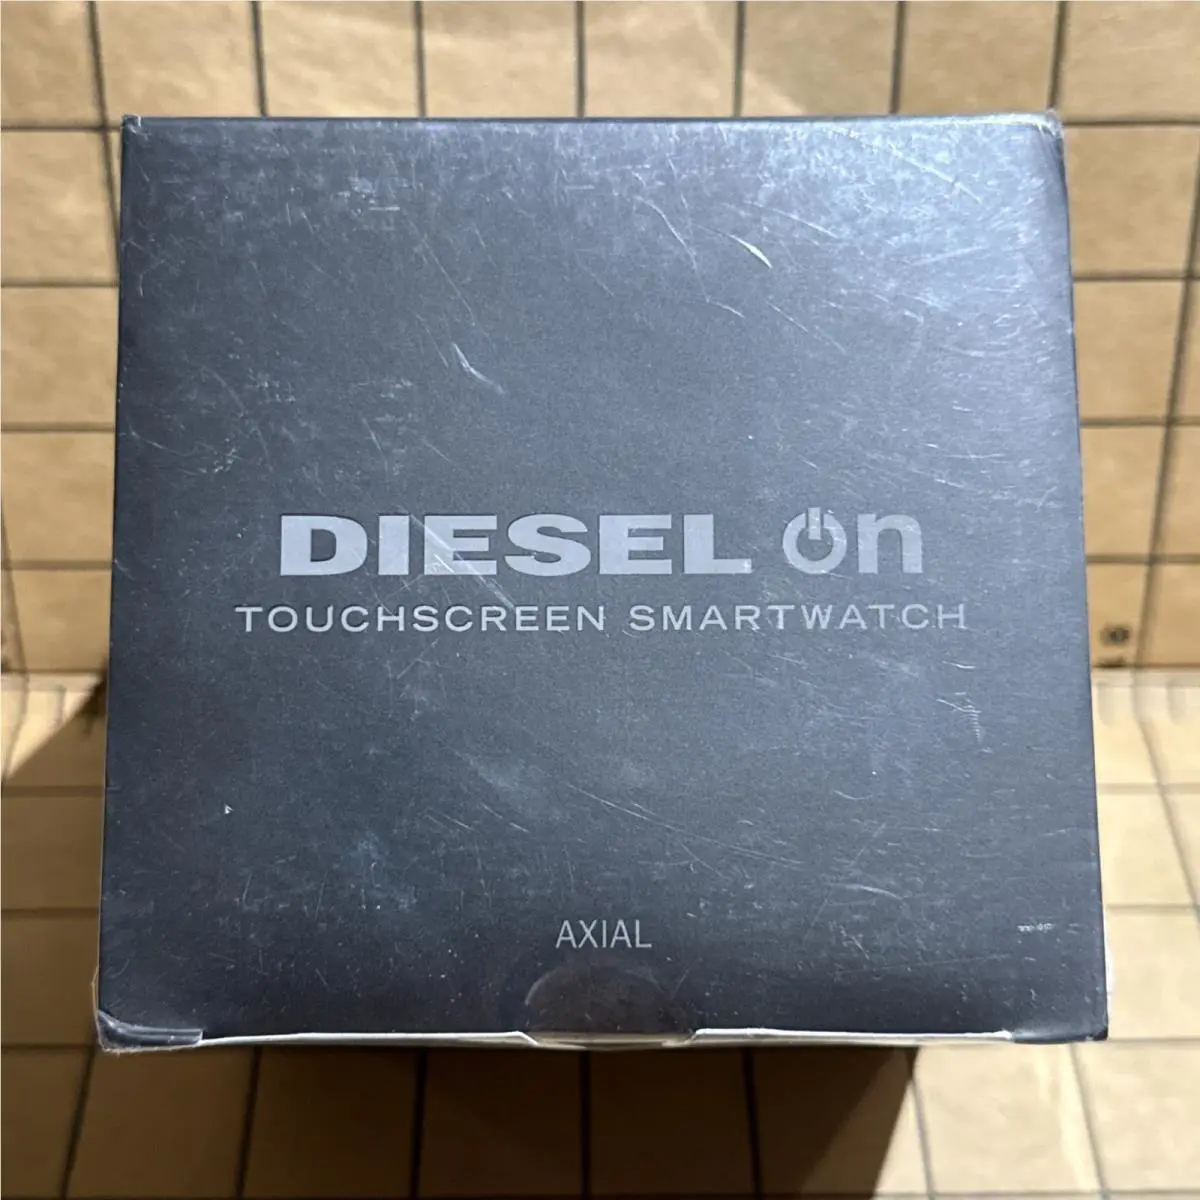 DIESEL On
TOUCHSCREEN SMARTWATCH
AXIAL